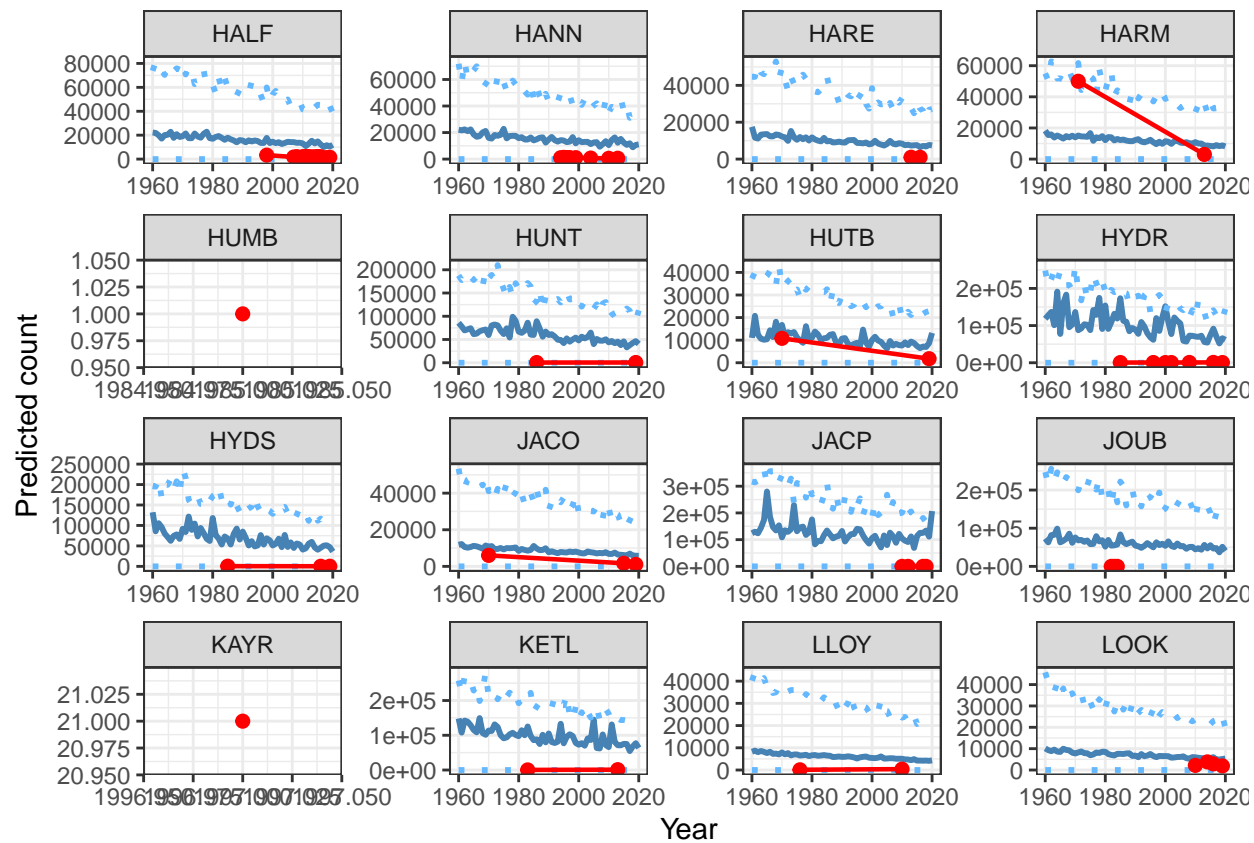 HALF HANN HARE HARM
80000 60000 40000 20000 0
60000 40000 20000 0
40000 20000 0
60000 40000 20000 0
1960 1980 2000 2020 1960 1980 2000 2020 1960 1980 2000 2020 1960 1980 2000 2020
HUMB HUNT HUTB HYDR
1.050 1.025 1.000 0.975 0.950
200000 150000 100000 50000 0
40000 30000 20000 10000 0
2e+05 1e+05 0e+00
1960 1980 2000 2020 1960 1980 2000 2020 1960 1980 2000 2020
Predicted count
HYDS JACO JACP JOUB
250000 200000 150000 100000 50000 0
40000 20000 0
3e+05 2e+05 1e+05 0e+00
2e+05 1e+05 0e+00
1960 1980 2000 2020 1960 1980 2000 2020 1960 1980 2000 2020 1960 1980 2000 2020
KAYR KETL LLOY LOOK
21.025 21.000 20.975 20.950
2e+05 1e+05 0e+00
40000 30000 20000 10000 0
40000 30000 20000 10000 0
1960 1980 2000 2020 1960 1980 2000 2020 1960 1980 2000 2020
Year